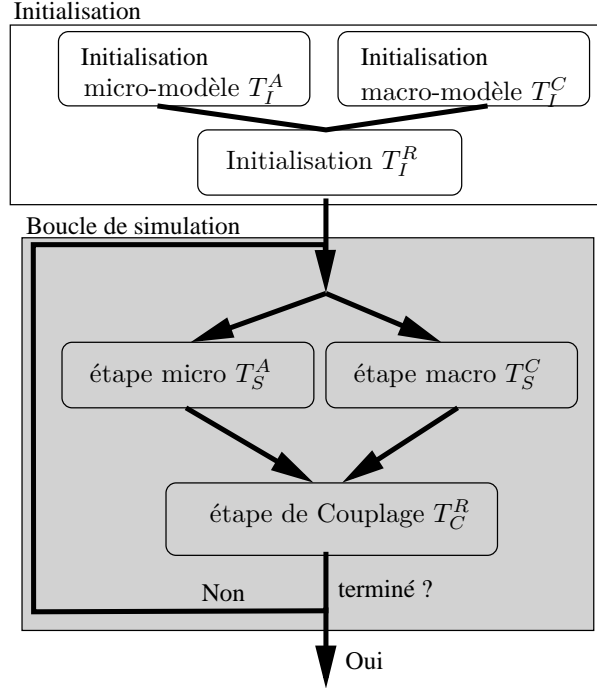 Initialisation
Initialisation
micro-modèle $T_I^A$
Initialisation
macro-modèle $T_I^C$
Initialisation $T_I^R$
Boucle de simulation
étape micro $T_S^A$
étape macro $T_S^C$
étape de Couplage $T_C^R$
Non
terminé ?
Oui